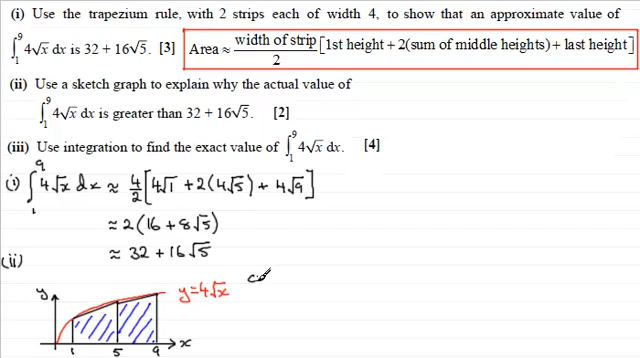 (i) Use the trapezium rule, with 2 strips each of width 4, to show that an approximate value of
∫₁⁹ 4√x dx is 32 + 16√5. [3] Area ≈ width of strip/2 [1st height + 2(sum of middle heights) + last height]
(ii) Use a sketch graph to explain why the actual value of
∫₁⁹ 4√x dx is greater than 32 + 16√5. [2]
(iii) Use integration to find the exact value of ∫₁⁹ 4√x dx. [4]
(i) ∫₁⁹ 4√x dx ≈ 4/2 [4√1 + 2(4√5) + 4√9]
≈ 2(16 + 8√5)
≈ 32 + 16√5
(ii)
y y=4√x
x
1 5 9